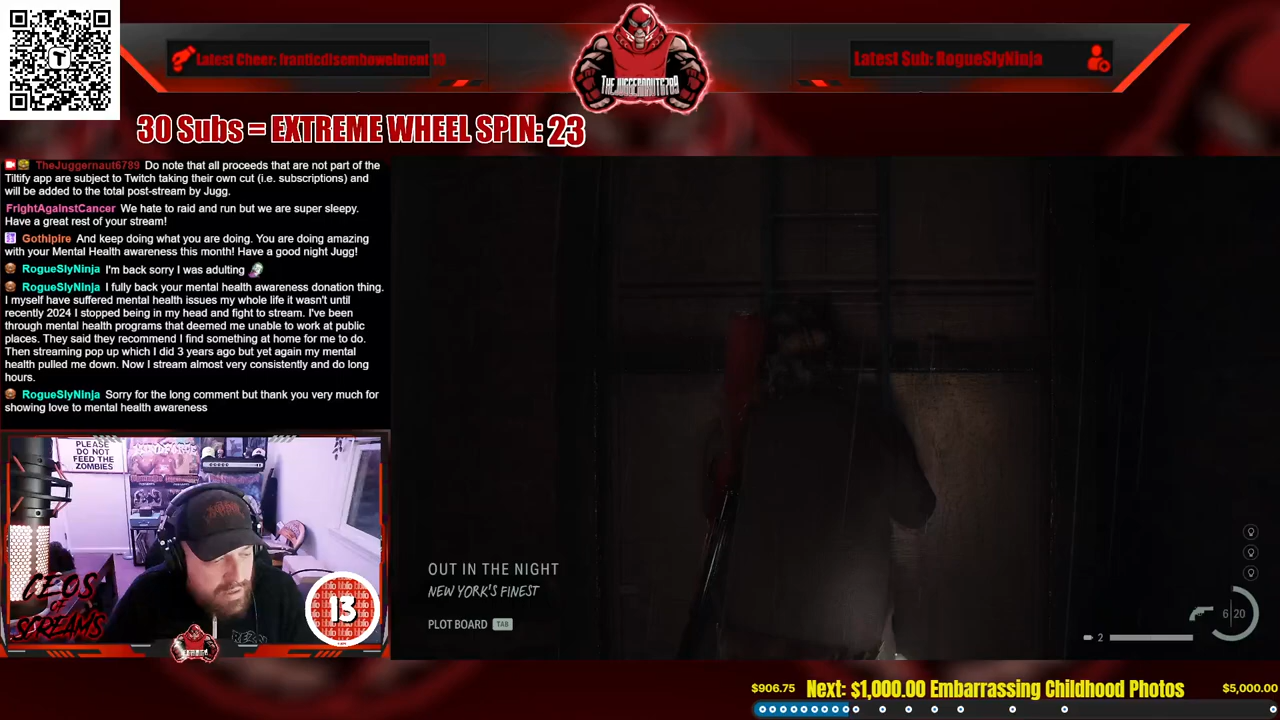 Latest Cheer: franticdisembowelment 10
THEJUGGERNAUT6789
Latest Sub: RogueSlyNinja
30 Subs = EXTREME WHEEL SPIN: 23
TheJuggernaut6789 Do note that all proceeds that are not part of the
Tiltify app are subject to Twitch taking their own cut (i.e. subscriptions) and
will be added to the total post-stream by Jugg.
FrightAgainstCancer We hate to raid and run but we are super sleepy.
Have a great rest of your stream!
Gothipire And keep doing what you are doing. You are doing amazing
with your Mental Health awareness this month! Have a good night Jugg!
RogueSlyNinja I'm back sorry I was adulting
RogueSlyNinja I fully back your mental health awareness donation thing.
I myself have suffered mental health issues my whole life it wasn't until
recently 2024 I stopped being in my head and fight to stream. I've been
through mental health programs that deemed me unable to work at public
places. They said they recommend I find something at home for me to do.
Then streaming pop up which I did 3 years ago but yet again my mental
health pulled me down. Now I stream almost very consistently and do long
hours.
RogueSlyNinja Sorry for the long comment but thank you very much for
showing love to mental health awareness
PLEASE
DO NOT
FEED THE
ZOMBIES
CEOS
OF
SCREAMS
13
OUT IN THE NIGHT
NEW YORK'S FINEST
PLOT BOARD TAB
6|20
2
$906.75 Next: $1,000.00 Embarrassing Childhood Photos $5,000.00